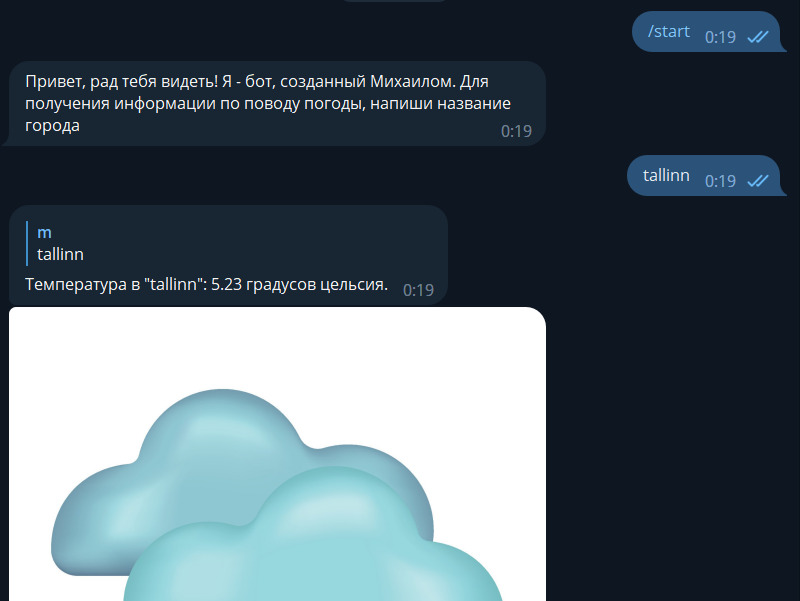 /start 0:19
Привет, рад тебя видеть! Я - бот, созданный Михаилом. Для
получения информации по поводу погоды, напиши название
города
0:19
tallinn 0:19
m
tallinn
Температура в "tallinn": 5.23 градусов цельсия. 0:19